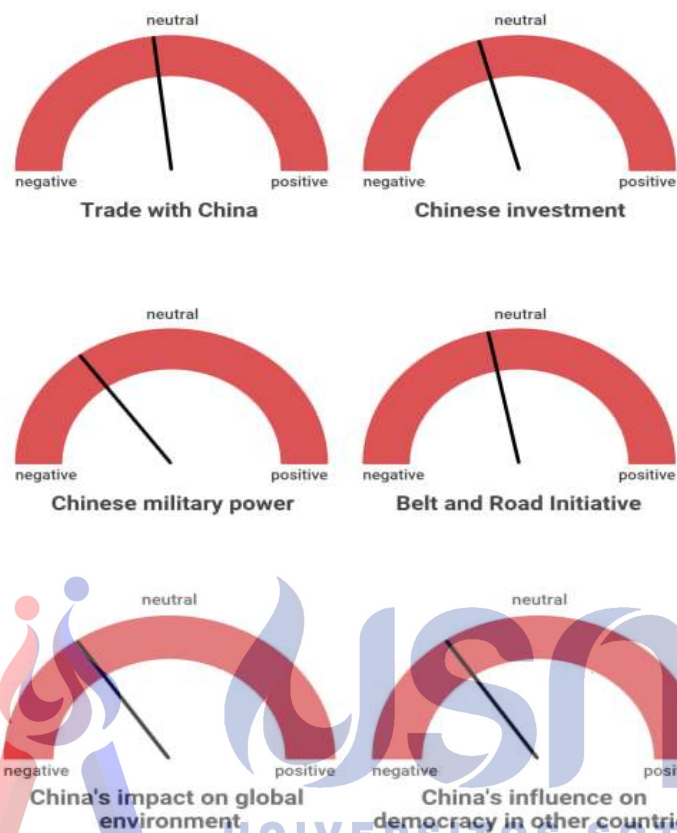 neutral
neutral
negative
positive
negative
positive
Trade with China
Chinese investment
neutral
neutral
negative
positive
negative
positive
Chinese military power
Belt and Road Initiative
neutral
neutral
negative
positive
negative
posi
China's impact on global
environment
China's influence on
democracy in other countri
usn